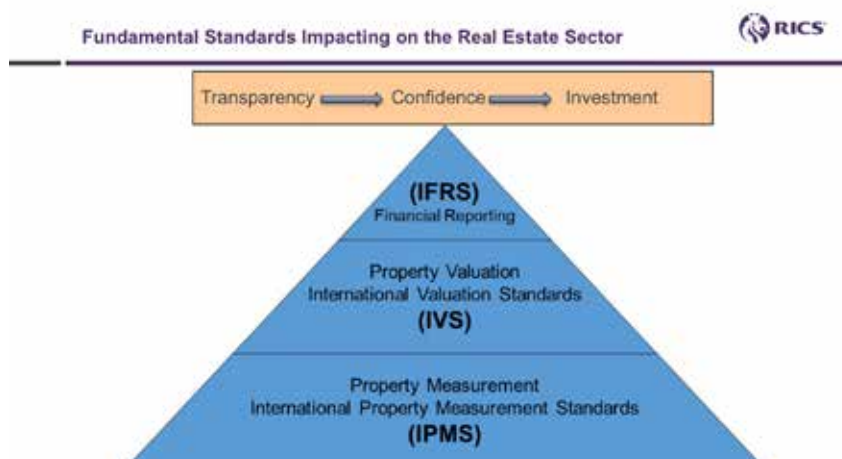 Fundamental Standards Impacting on the Real Estate Sector
RICS
Transparency Confidence Investment
(IFRS)
Financial Reporting
Property Valuation
International Valuation Standards
(IVS)
Property Measurement
International Property Measurement Standards
(IPMS)